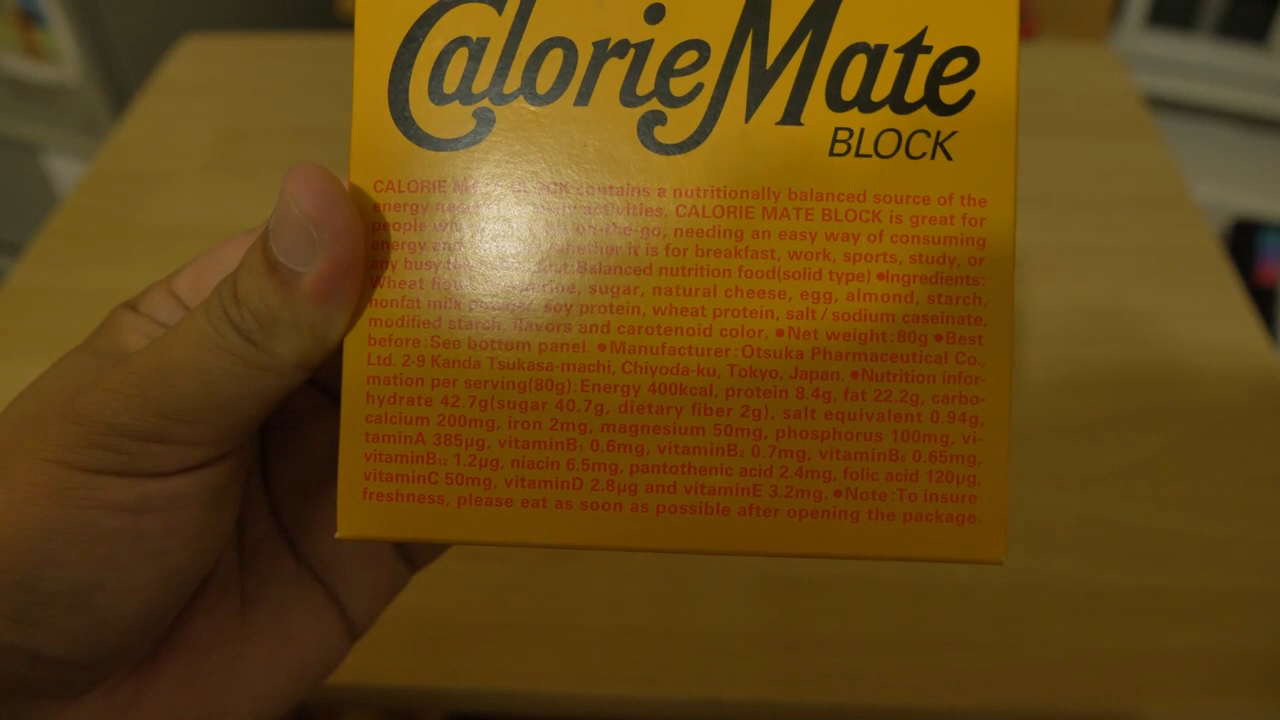 CalorieMate
BLOCK
CALORIE MATE BLOCK contains a nutritionally balanced source of the
energy activities. CALORIE MATE BLOCK is great for
people on-the-go, needing an easy way of consuming
energy and whether it is for breakfast, work, sports, study, or
any busy Balanced nutrition food(solid type) ●Ingredients:
Wheat flour, sugar, natural cheese, egg, almond, starch,
nonfat milk powder, soy protein, wheat protein, salt/sodium caseinate,
modified starch, flavors and carotenoid color. ●Net weight:80g ●Best
before:See bottom panel. ●Manufacturer:Otsuka Pharmaceutical Co.,
Ltd. 2-9 Kanda Tsukasa-machi, Chiyoda-ku, Tokyo, Japan. ●Nutrition infor-
mation per serving(80g):Energy 400kcal, protein 8.4g, fat 22.2g, carbo-
hydrate 42.7g(sugar 40.7g, dietary fiber 2g), salt equivalent 0.94g,
calcium 200mg, iron 2mg, magnesium 50mg, phosphorus 100mg, vi-
taminA 385μg, vitaminB₁ 0.6mg, vitaminB₂ 0.7mg, vitaminB₆ 0.65mg,
vitaminB₁₂ 1.2μg, niacin 6.5mg, pantothenic acid 2.4mg, folic acid 120μg,
vitaminC 50mg, vitaminD 2.8μg and vitaminE 3.2mg. ●Note:To insure
freshness, please eat as soon as possible after opening the package.